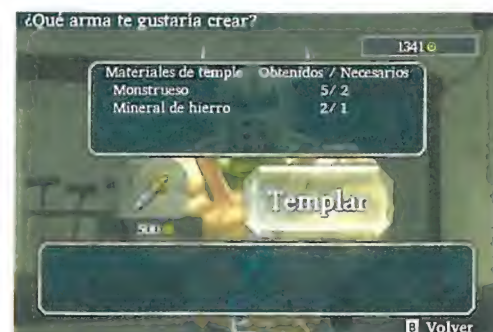 ¿Qué arma te gustaría crear?
1341
Materiales de temple Obtenidos / Necesarios
Monstrueso 5/ 2
Mineral de hierro 2/ 1
Templar
500
B Volver